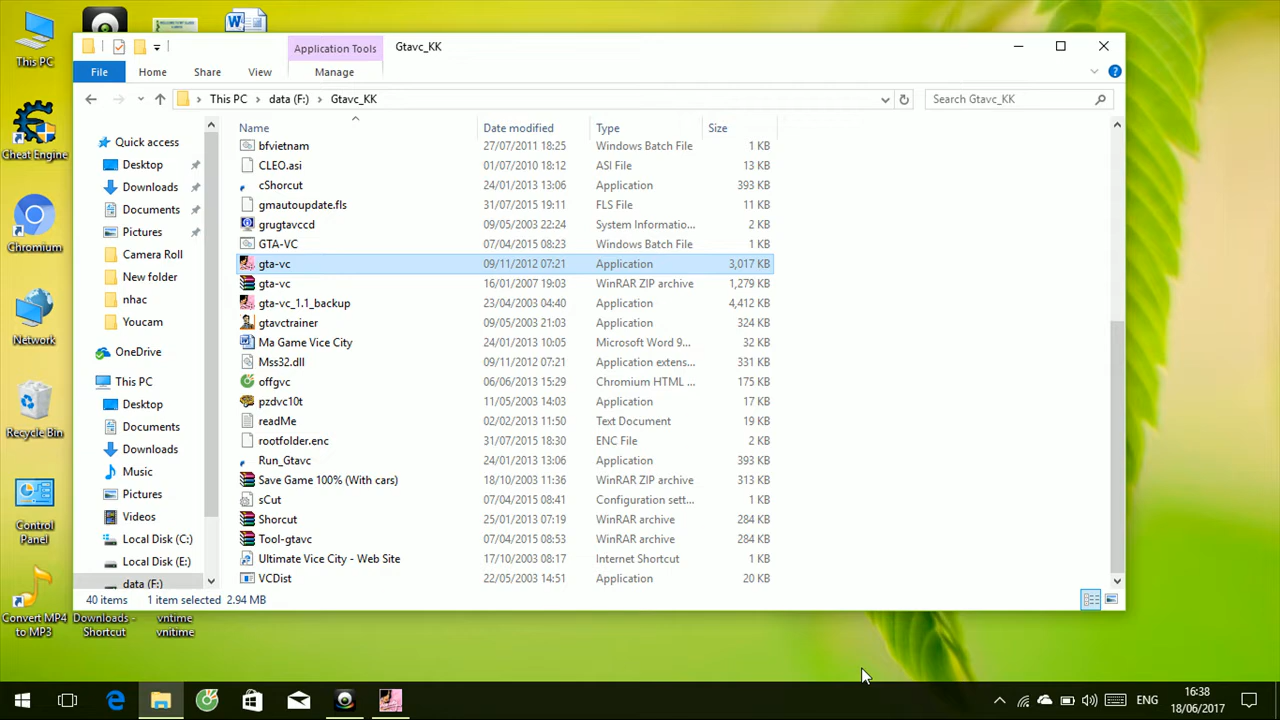 This PC
Cheat Engine
Chromium
Network
Recycle Bin
Control
Panel
Convert MP4
to MP3
Downloads -
Shortcut
vntime
vnitime
Application Tools
Gtavc_KK
File
Home
Share
View
Manage
This PC
data (F:)
Gtavc_KK
Search Gtavc_KK
Quick access
Desktop
Downloads
Documents
Pictures
Camera Roll
New folder
nhac
Youcam
OneDrive
This PC
Desktop
Documents
Downloads
Music
Pictures
Videos
Local Disk (C:)
Local Disk (E:)
data (F:)
Name Date modified Type Size
bfvietnam 27/07/2011 18:25 Windows Batch File 1 KB
CLEO.asi 01/07/2010 18:12 ASI File 13 KB
cShorcut 24/01/2013 13:06 Application 393 KB
gmautoupdate.fls 31/07/2015 19:11 FLS File 11 KB
grugtavccd 09/05/2003 22:24 System Informatio... 2 KB
GTA-VC 07/04/2015 08:23 Windows Batch File 1 KB
gta-vc 09/11/2012 07:21 Application 3,017 KB
gta-vc 16/01/2007 19:03 WinRAR ZIP archive 1,279 KB
gta-vc_1.1_backup 23/04/2003 04:40 Application 4,412 KB
gtavctrainer 09/05/2003 21:03 Application 324 KB
Ma Game Vice City 24/01/2013 10:05 Microsoft Word 9... 32 KB
Mss32.dll 09/11/2012 07:21 Application extens... 331 KB
offgvc 06/06/2013 15:29 Chromium HTML ... 175 KB
pzdvc10t 11/05/2003 14:03 Application 17 KB
readMe 02/02/2013 11:50 Text Document 19 KB
rootfolder.enc 31/07/2015 18:30 ENC File 2 KB
Run_Gtavc 24/01/2013 13:06 Application 393 KB
Save Game 100% (With cars) 18/10/2003 11:36 WinRAR ZIP archive 313 KB
sCut 07/04/2015 08:41 Configuration sett... 1 KB
Shorcut 25/01/2013 07:19 WinRAR archive 284 KB
Tool-gtavc 07/04/2015 08:53 WinRAR archive 284 KB
Ultimate Vice City - Web Site 17/10/2003 08:17 Internet Shortcut 1 KB
VCDist 22/05/2003 14:51 Application 20 KB
40 items 1 item selected 2.94 MB
ENG
16:38
18/06/2017